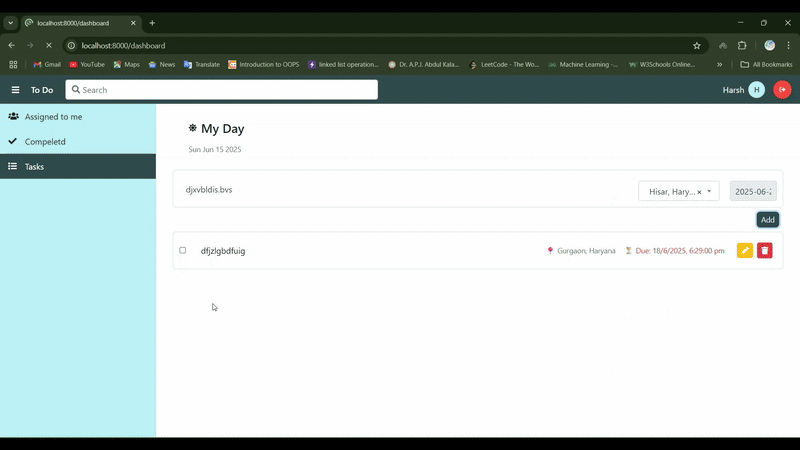 localhost:8000/dashboard
localhost:8000/dashboard
Gmail YouTube Maps News Translate Introduction to OOPS linked list operation... Dr. A.P.J. Abdul Kala... LeetCode - The Wo... Machine Learning -... W3Schools Online... » All Bookmarks
To Do Search Harsh H
Assigned to me
Compeletd
Tasks
My Day
Sun Jun 15 2025
djxvbldis.bvs Hisar, Hary... × 2025-06-
Add
dfjzlgbdfuig Gurgaon, Haryana Due: 18/6/2025, 6:29:00 pm